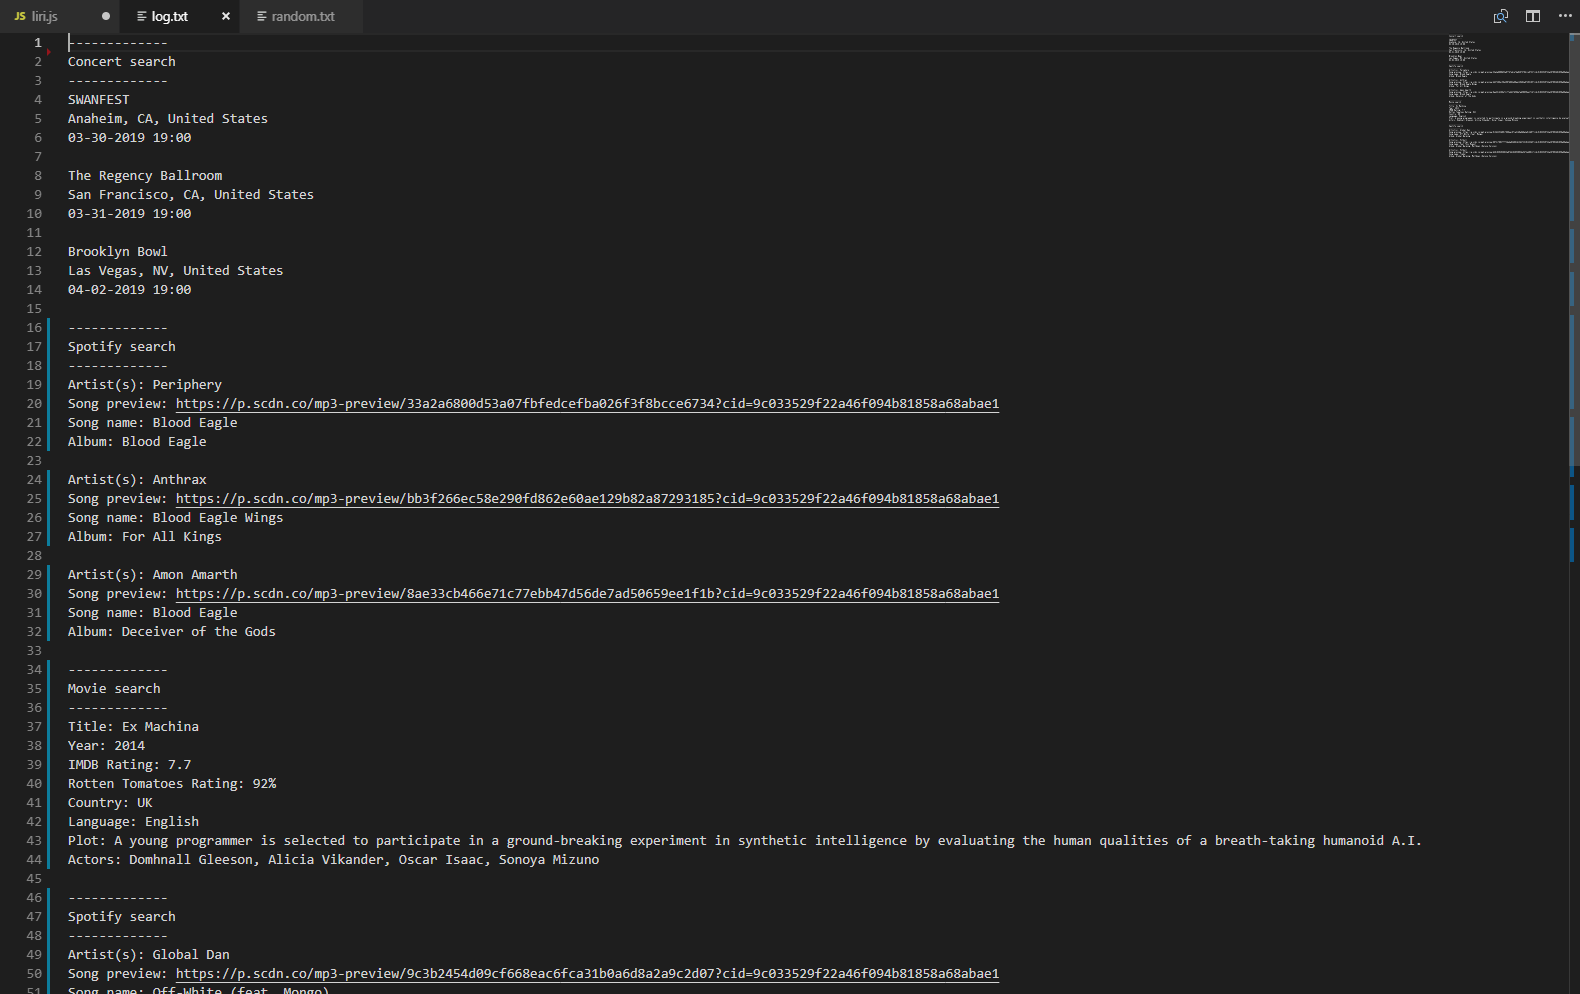 JS liri.js
log.txt ×
random.txt
1 -------------
2 Concert search
3 -------------
4 SWANFEST
5 Anaheim, CA, United States
6 03-30-2019 19:00
7
8 The Regency Ballroom
9 San Francisco, CA, United States
10 03-31-2019 19:00
11
12 Brooklyn Bowl
13 Las Vegas, NV, United States
14 04-02-2019 19:00
15
16 -------------
17 Spotify search
18 -------------
19 Artist(s): Periphery
20 Song preview: https://p.scdn.co/mp3-preview/33a2a6800d53a07fbfedcefba026f3f8bcce6734?cid=9c033529f22a46f094b81858a68abae1
21 Song name: Blood Eagle
22 Album: Blood Eagle
23
24 Artist(s): Anthrax
25 Song preview: https://p.scdn.co/mp3-preview/bb3f266ec58e290fd862e60ae129b82a87293185?cid=9c033529f22a46f094b81858a68abae1
26 Song name: Blood Eagle Wings
27 Album: For All Kings
28
29 Artist(s): Amon Amarth
30 Song preview: https://p.scdn.co/mp3-preview/8ae33cb466e71c77ebb47d56de7ad50659ee1f1b?cid=9c033529f22a46f094b81858a68abae1
31 Song name: Blood Eagle
32 Album: Deceiver of the Gods
33
34 -------------
35 Movie search
36 -------------
37 Title: Ex Machina
38 Year: 2014
39 IMDB Rating: 7.7
40 Rotten Tomatoes Rating: 92%
41 Country: UK
42 Language: English
43 Plot: A young programmer is selected to participate in a ground-breaking experiment in synthetic intelligence by evaluating the human qualities of a breath-taking humanoid A.I.
44 Actors: Domhnall Gleeson, Alicia Vikander, Oscar Isaac, Sonoya Mizuno
45
46 -------------
47 Spotify search
48 -------------
49 Artist(s): Global Dan
50 Song preview: https://p.scdn.co/mp3-preview/9c3b2454d09cf668eac6fca31b0a6d8a2a9c2d07?cid=9c033529f22a46f094b81858a68abae1
51 Song name: Off-White (feat. Mongo)